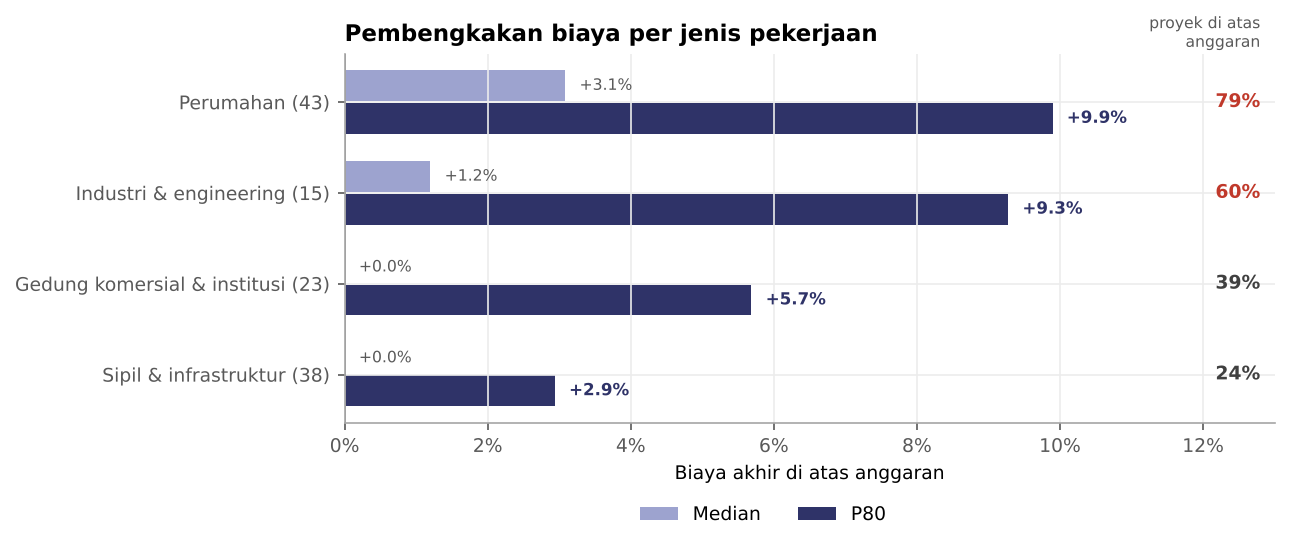 Pembengkakan biaya per jenis pekerjaan
proyek di atas
anggaran
Perumahan (43)
+3.1%
+9.9%
79%
Industri & engineering (15)
+1.2%
+9.3%
60%
Gedung komersial & institusi (23)
+0.0%
+5.7%
39%
Sipil & infrastruktur (38)
+0.0%
+2.9%
24%
0% 2% 4% 6% 8% 10% 12%
Biaya akhir di atas anggaran
Median P80